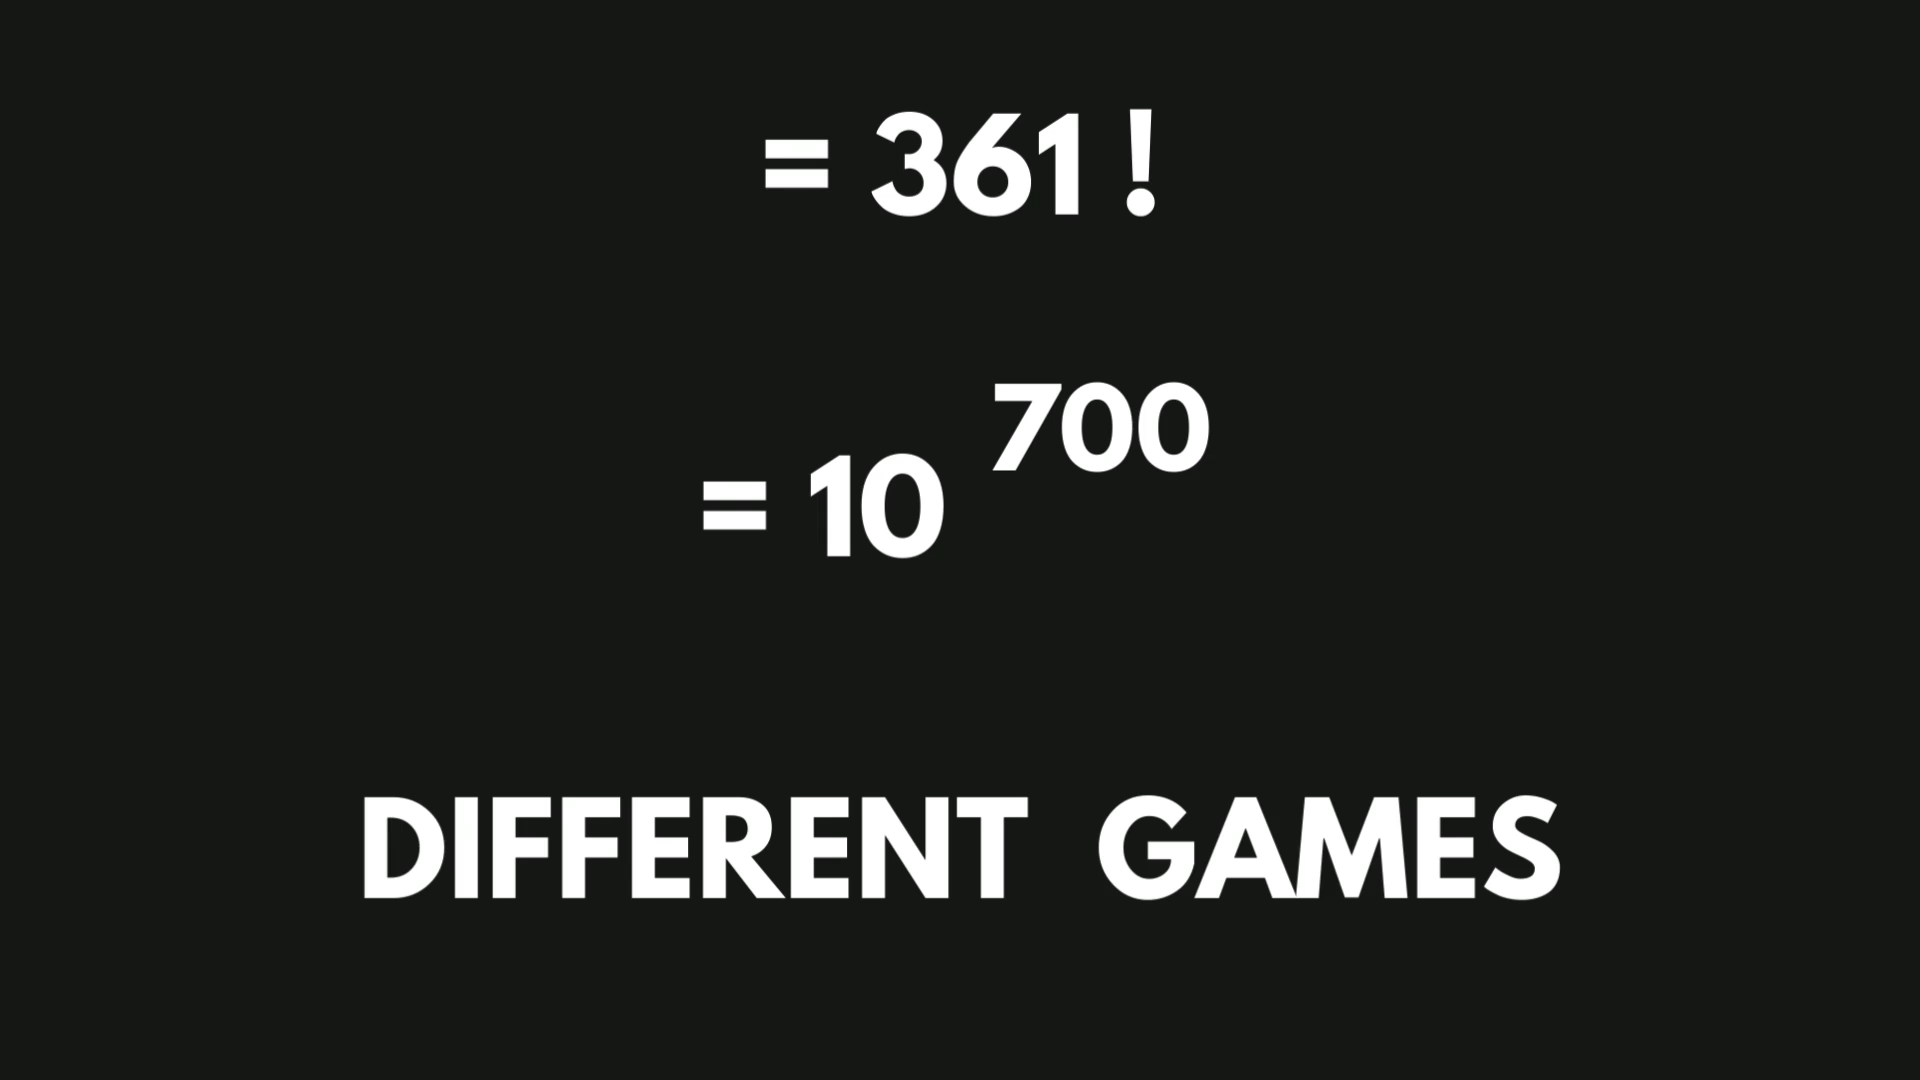 = 361 !
= 10 700
DIFFERENT GAMES